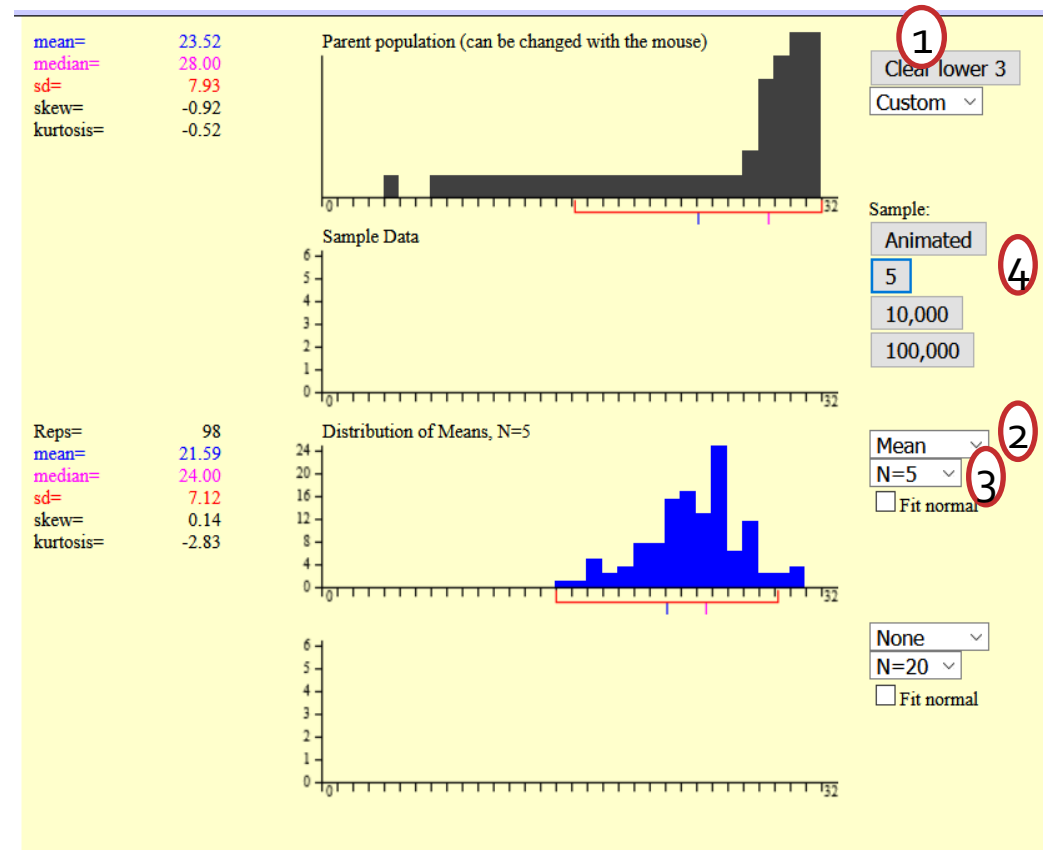 mean= 23.52
median= 28.00
sd= 7.93
skew= -0.92
kurtosis= -0.52
Parent population (can be changed with the mouse)
0 32
1
Clear lower 3
Custom
Sample Data
6
5
4
3
2
1
0
0 32
Sample:
Animated
5
10,000
100,000
4
Reps= 98
mean= 21.59
median= 24.00
sd= 7.12
skew= 0.14
kurtosis= -2.83
Distribution of Means, N=5
24
20
16
12
8
4
0
0 32
Mean
2
N=5
3
Fit normal
6
5
4
3
2
1
0
0 32
None
N=20
Fit normal